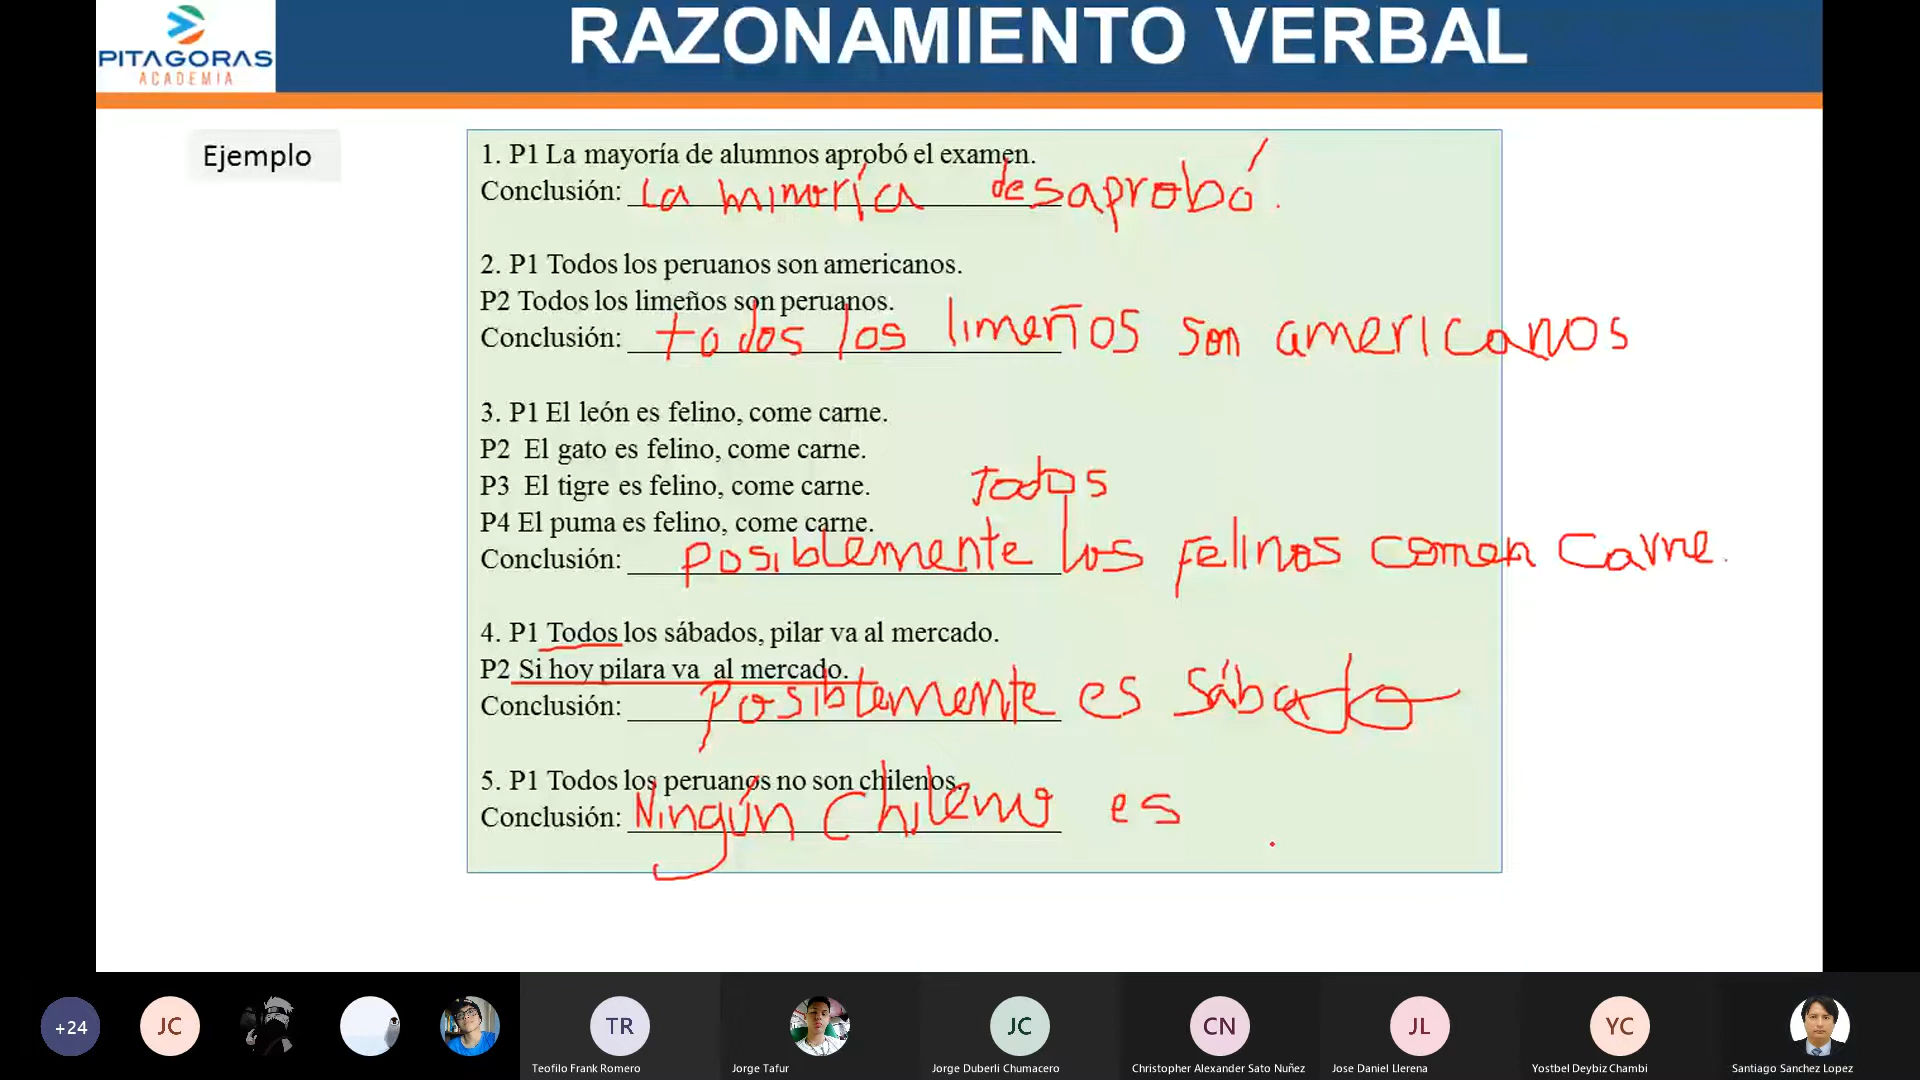 PITAGORAS
ACADEMIA
RAZONAMIENTO VERBAL
Ejemplo
1. P1 La mayoría de alumnos aprobó el examen.
Conclusión: La minoría desaprobó.
2. P1 Todos los peruanos son americanos.
P2 Todos los limeños son peruanos.
Conclusión: todos los limeños son americanos
3. P1 El león es felino, come carne.
P2 El gato es felino, come carne.
P3 El tigre es felino, come carne.
Todos
P4 El puma es felino, come carne.
Conclusión: posiblemente los felinos comen carne.
4. P1 Todos los sábados, pilar va al mercado.
P2 Si hoy pilara va al mercado.
Conclusión: posiblemente es sábado
5. P1 Todos los peruanos no son chilenos.
Conclusión: Ningún chileno es
+24
JC
TR
JC
CN
JL
YC
Teofilo Frank Romero
Jorge Tafur
Jorge Duberli Chumacero
Christopher Alexander Sato Nuñez
Jose Daniel Llerena
Yostbel Deybiz Chambi
Santiago Sanchez Lopez